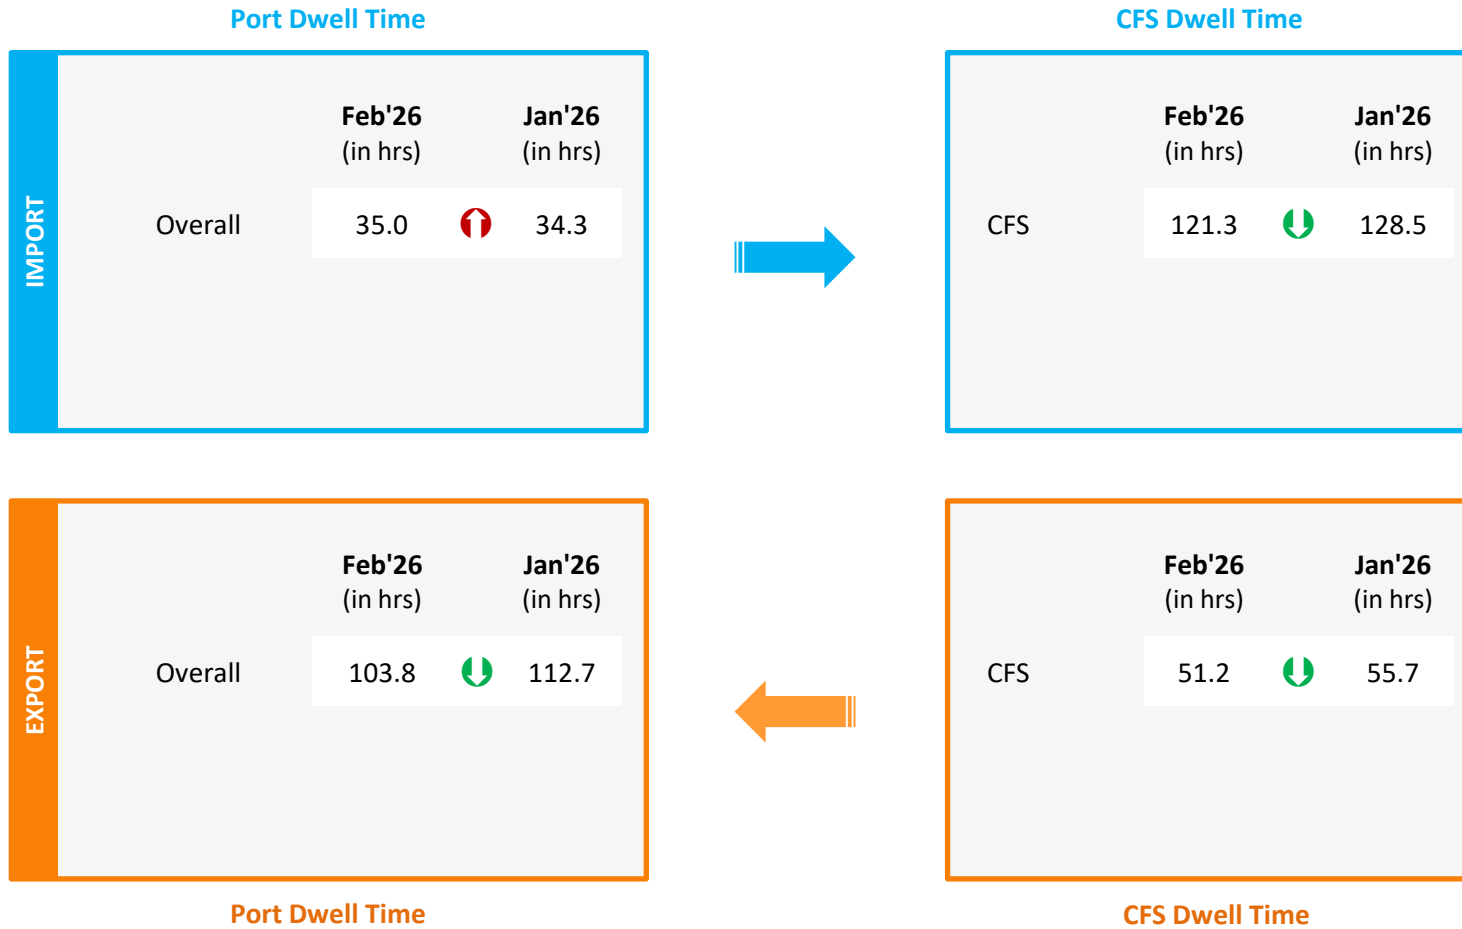 Port Dwell Time
CFS Dwell Time
IMPORT
Feb'26 Jan'26
(in hrs) (in hrs)
Overall 35.0 34.3
Feb'26 Jan'26
(in hrs) (in hrs)
CFS 121.3 128.5
EXPORT
Feb'26 Jan'26
(in hrs) (in hrs)
Overall 103.8 112.7
Feb'26 Jan'26
(in hrs) (in hrs)
CFS 51.2 55.7
Port Dwell Time
CFS Dwell Time